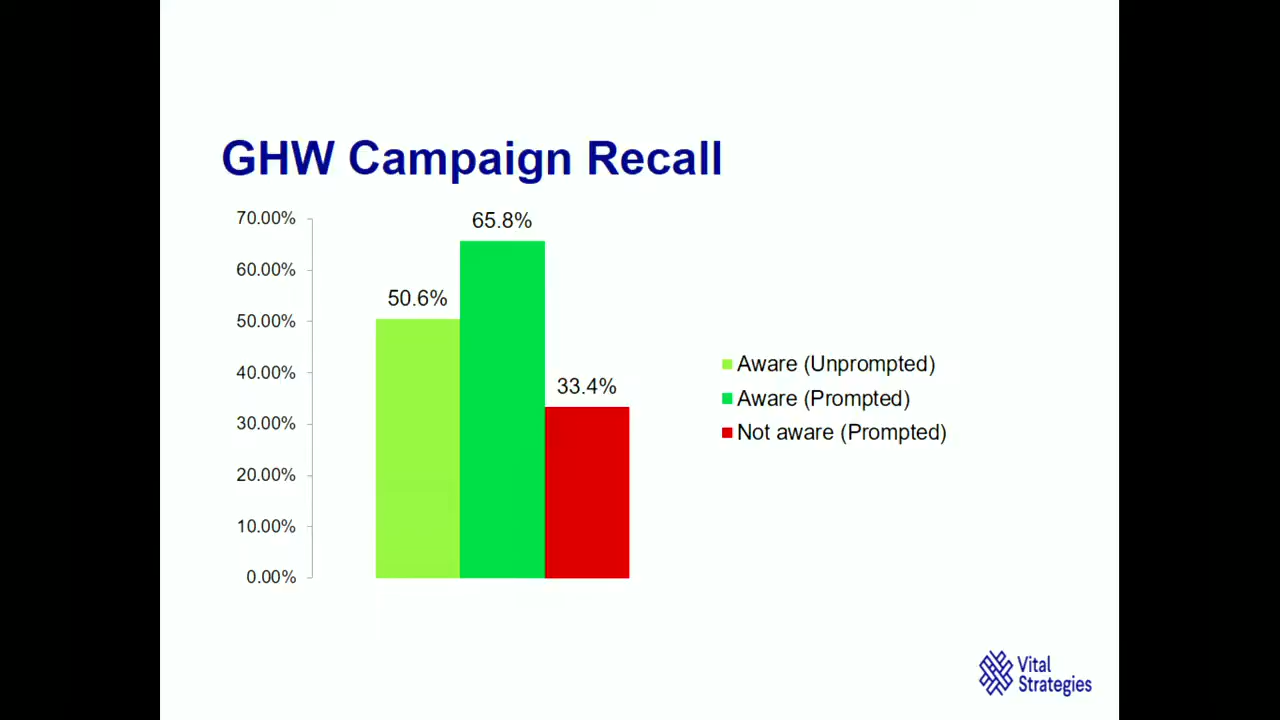 GHW Campaign Recall
70.00%
60.00%
50.00%
40.00%
30.00%
20.00%
10.00%
0.00%
50.6%
65.8%
33.4%
Aware (Unprompted)
Aware (Prompted)
Not aware (Prompted)
Vital
Strategies